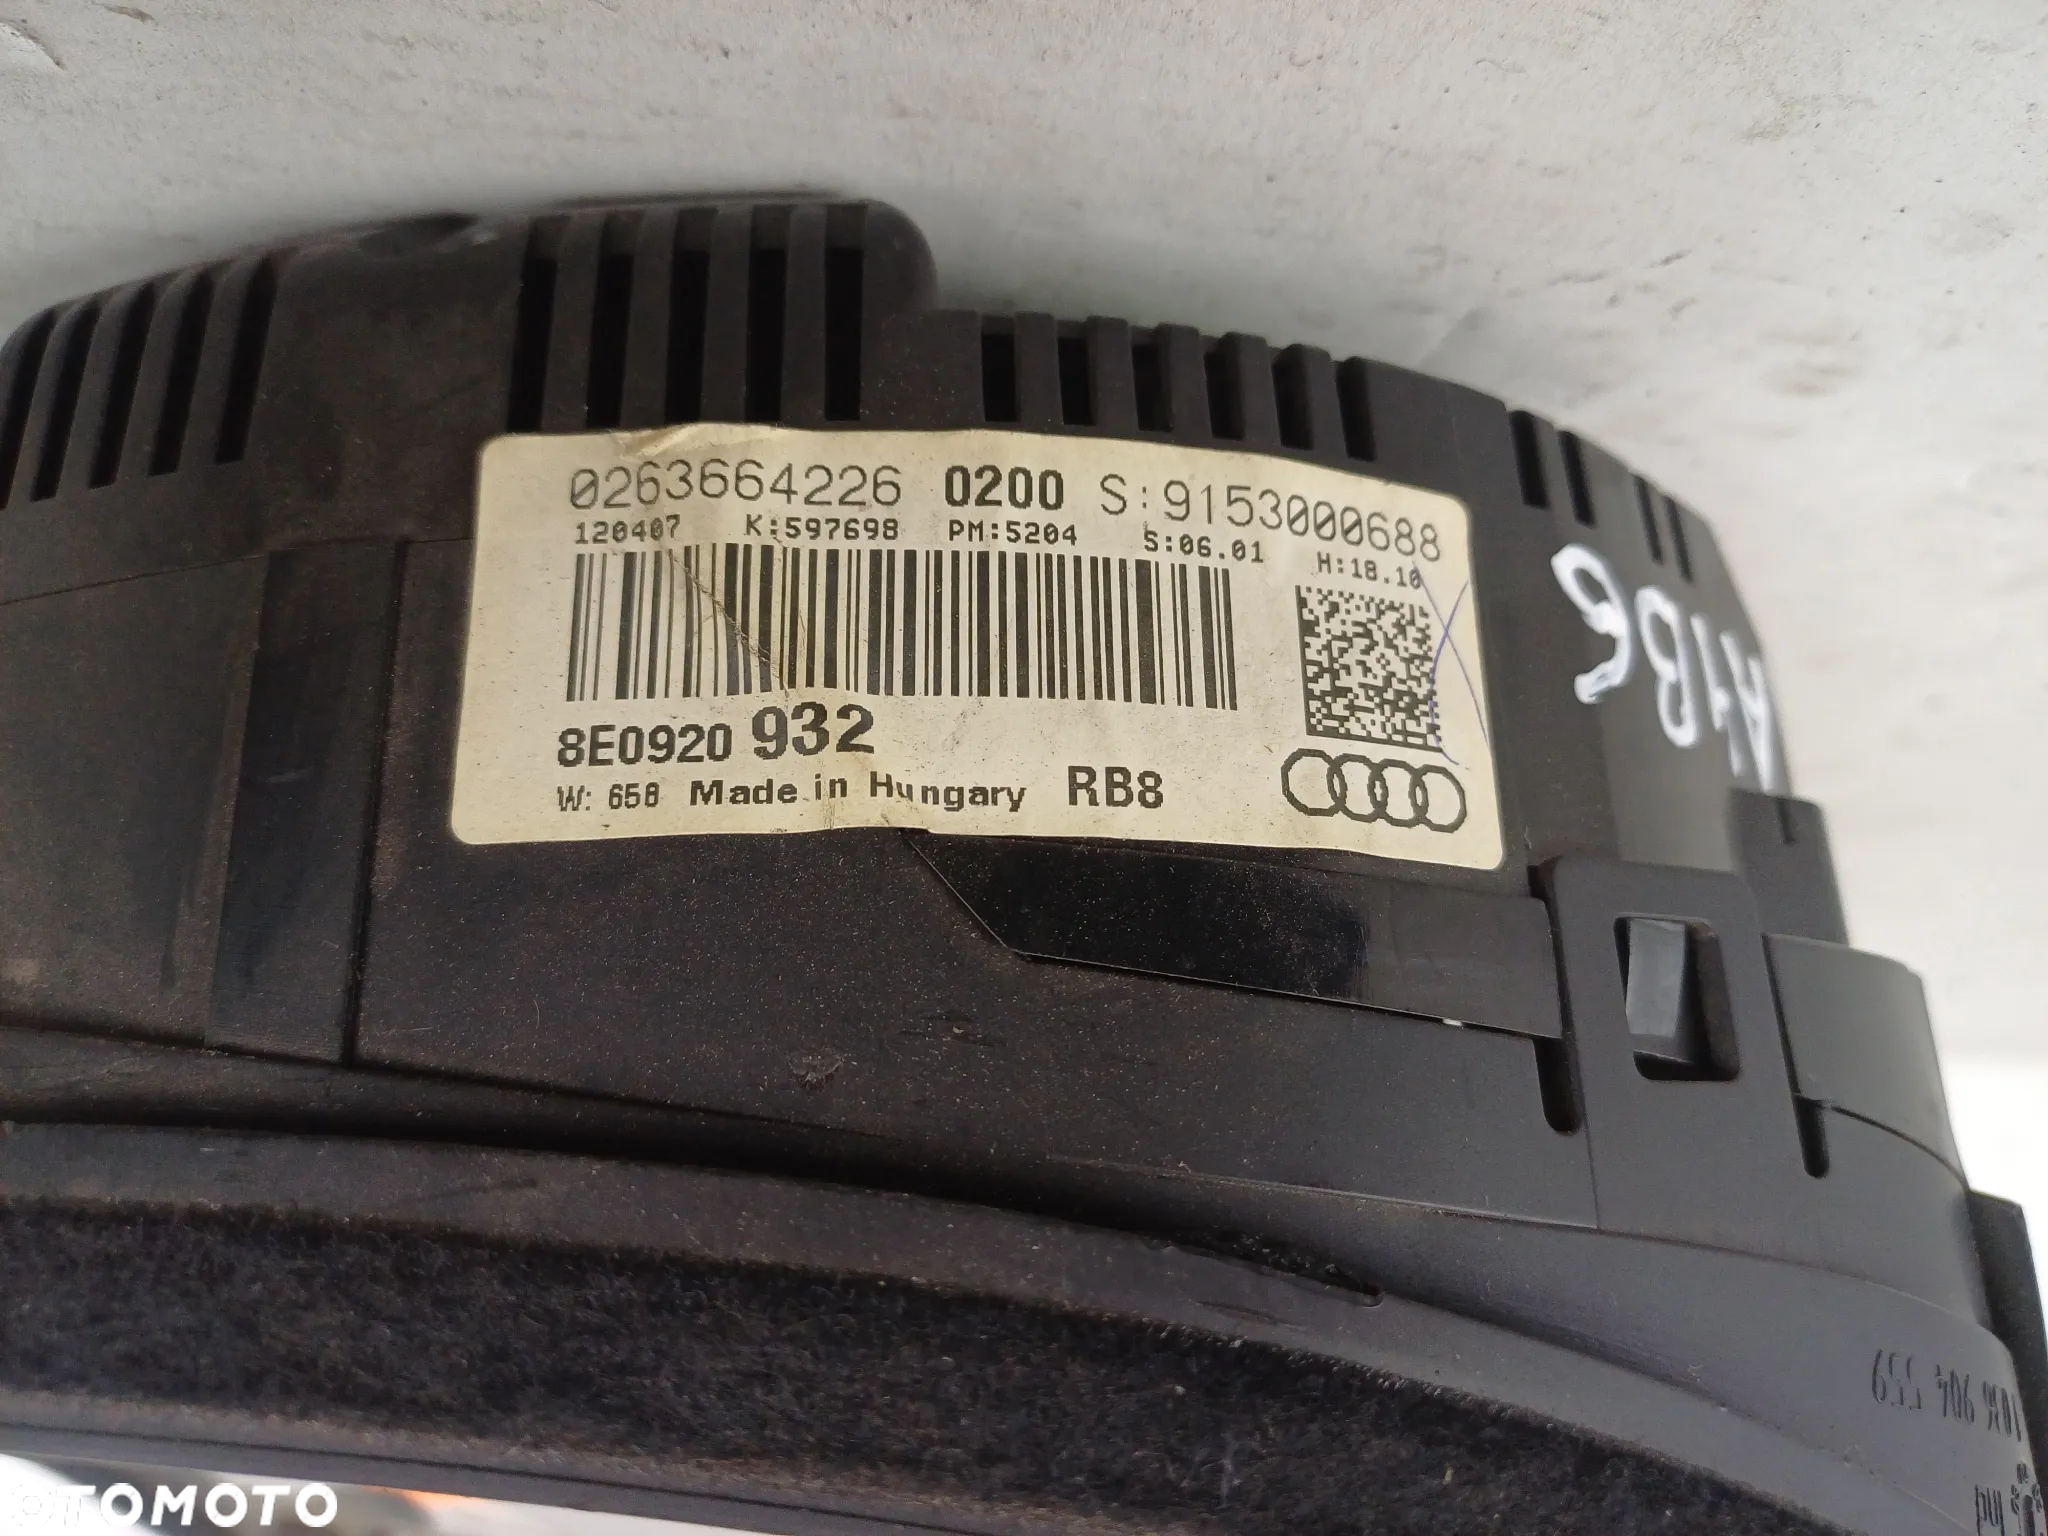 0263664226 0200 S:9153000688
120407 K:597698 PM:5204 S:06.01 H:18.10
8E0920 932
W: 658 Made in Hungary RB8
A4B6
OTOMOTO